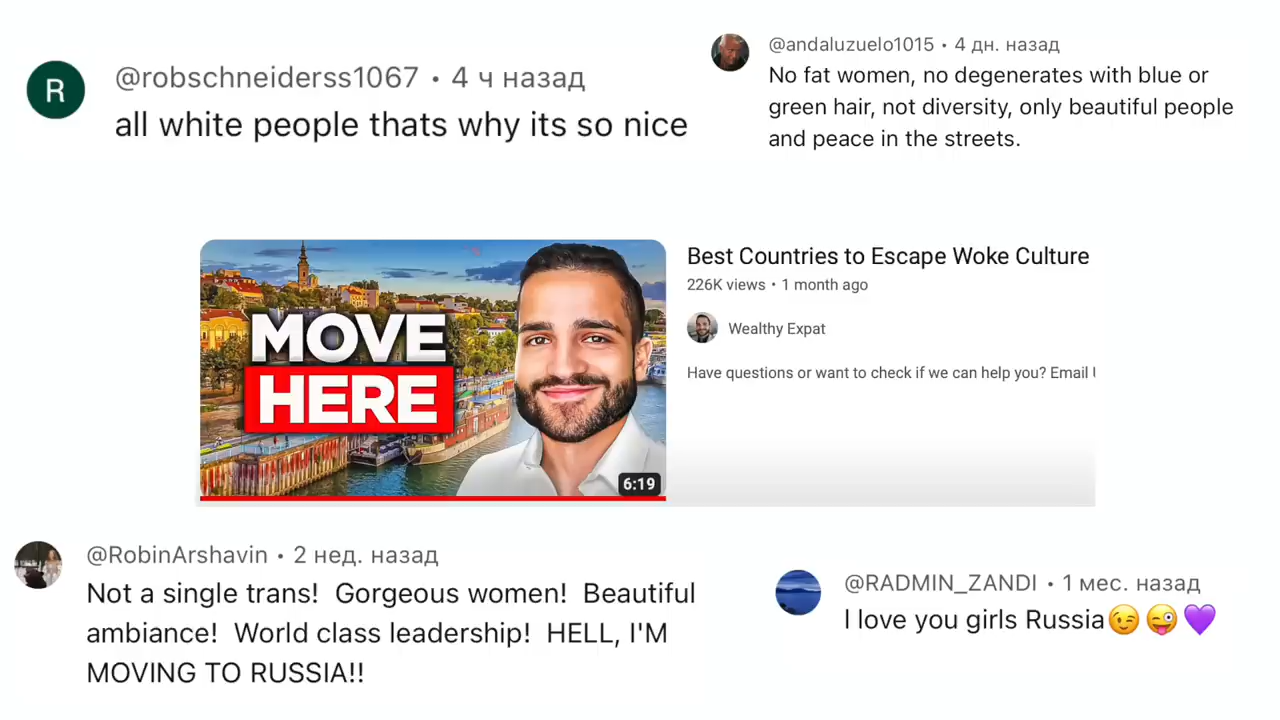 R
@robschneiderss1067 • 4 ч назад
all white people thats why its so nice
@andaluzuelo1015 • 4 дн. назад
No fat women, no degenerates with blue or
green hair, not diversity, only beautiful people
and peace in the streets.
MOVE
HERE
6:19
Best Countries to Escape Woke Culture
226K views • 1 month ago
Wealthy Expat
Have questions or want to check if we can help you? Email
@RobinArshavin • 2 нед. назад
Not a single trans! Gorgeous women! Beautiful
ambiance! World class leadership! HELL, I'M
MOVING TO RUSSIA!!
@RADMIN_ZANDI • 1 мес. назад
I love you girls Russia😉😜💜